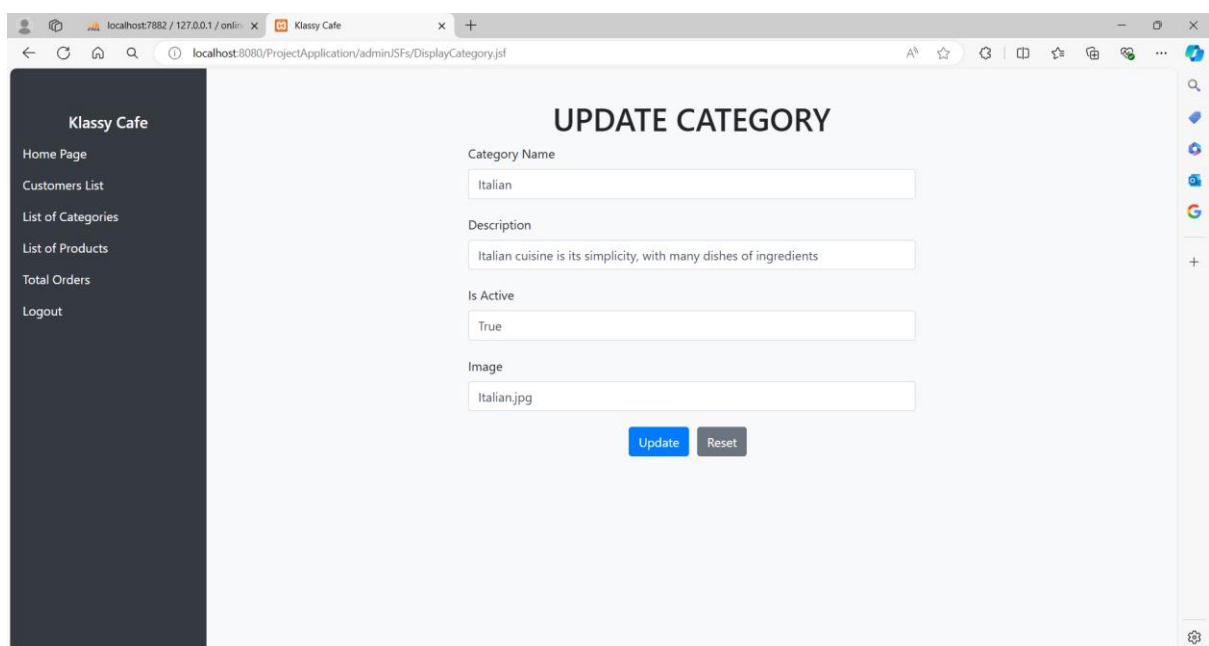 localhost:7882 / 127.0.0.1 / onlin
Klassy Cafe
localhost:8080/ProjectApplication/adminJSFs/DisplayCategory.jsf
Klassy Cafe
Home Page
Customers List
List of Categories
List of Products
Total Orders
Logout
UPDATE CATEGORY
Category Name
Italian
Description
Italian cuisine is its simplicity, with many dishes of ingredients
Is Active
True
Image
Italian.jpg
Update Reset